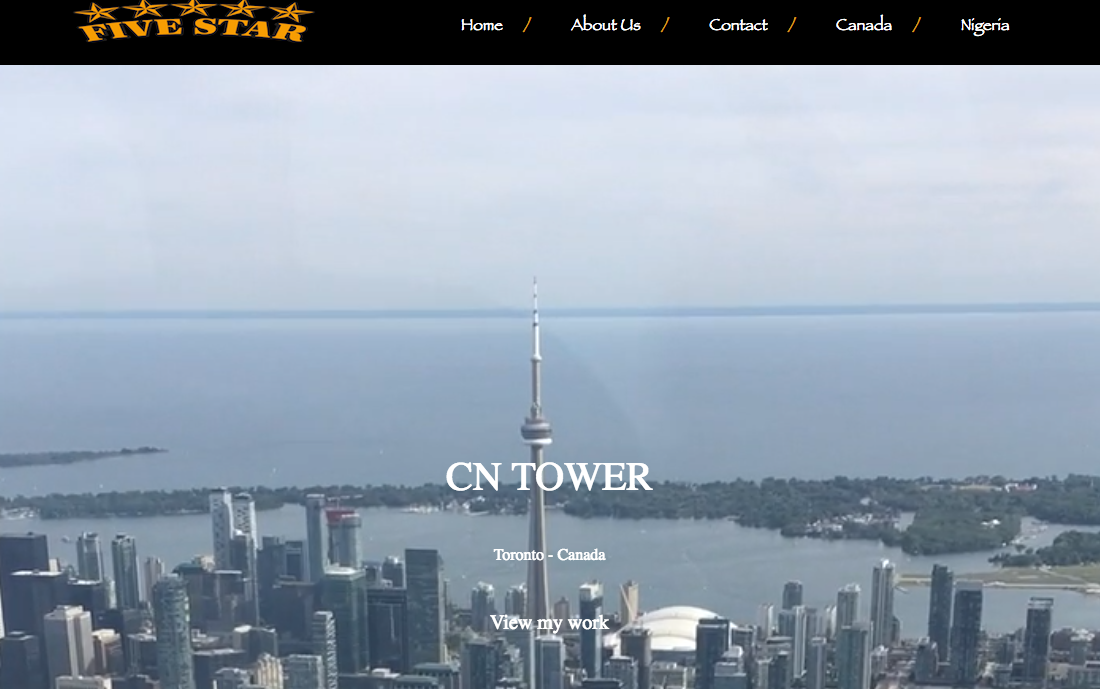 FIVE STAR
Home / About Us / Contact / Canada / Nigeria
CN TOWER
Toronto - Canada
View my work